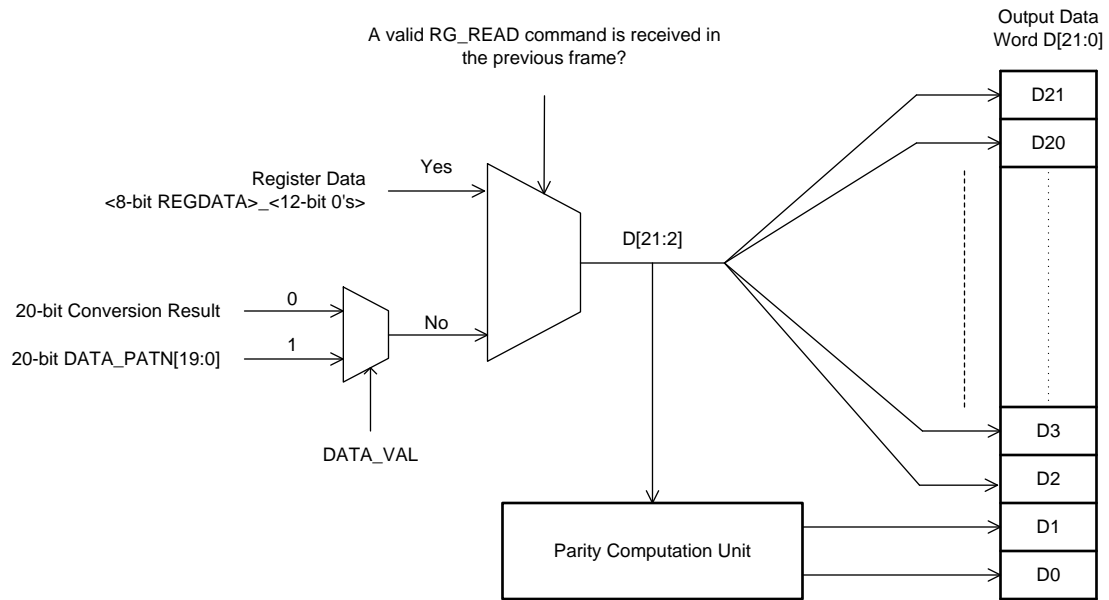 Output Data
Word D[21:0]
A valid RG_READ command is received in
the previous frame?
D21
D20
Yes
Register Data
<8-bit REGDATA>_<12-bit 0's>
D[21:2]
0
20-bit Conversion Result
No
1
20-bit DATA_PATN[19:0]
DATA_VAL
D3
D2
D1
Parity Computation Unit
D0